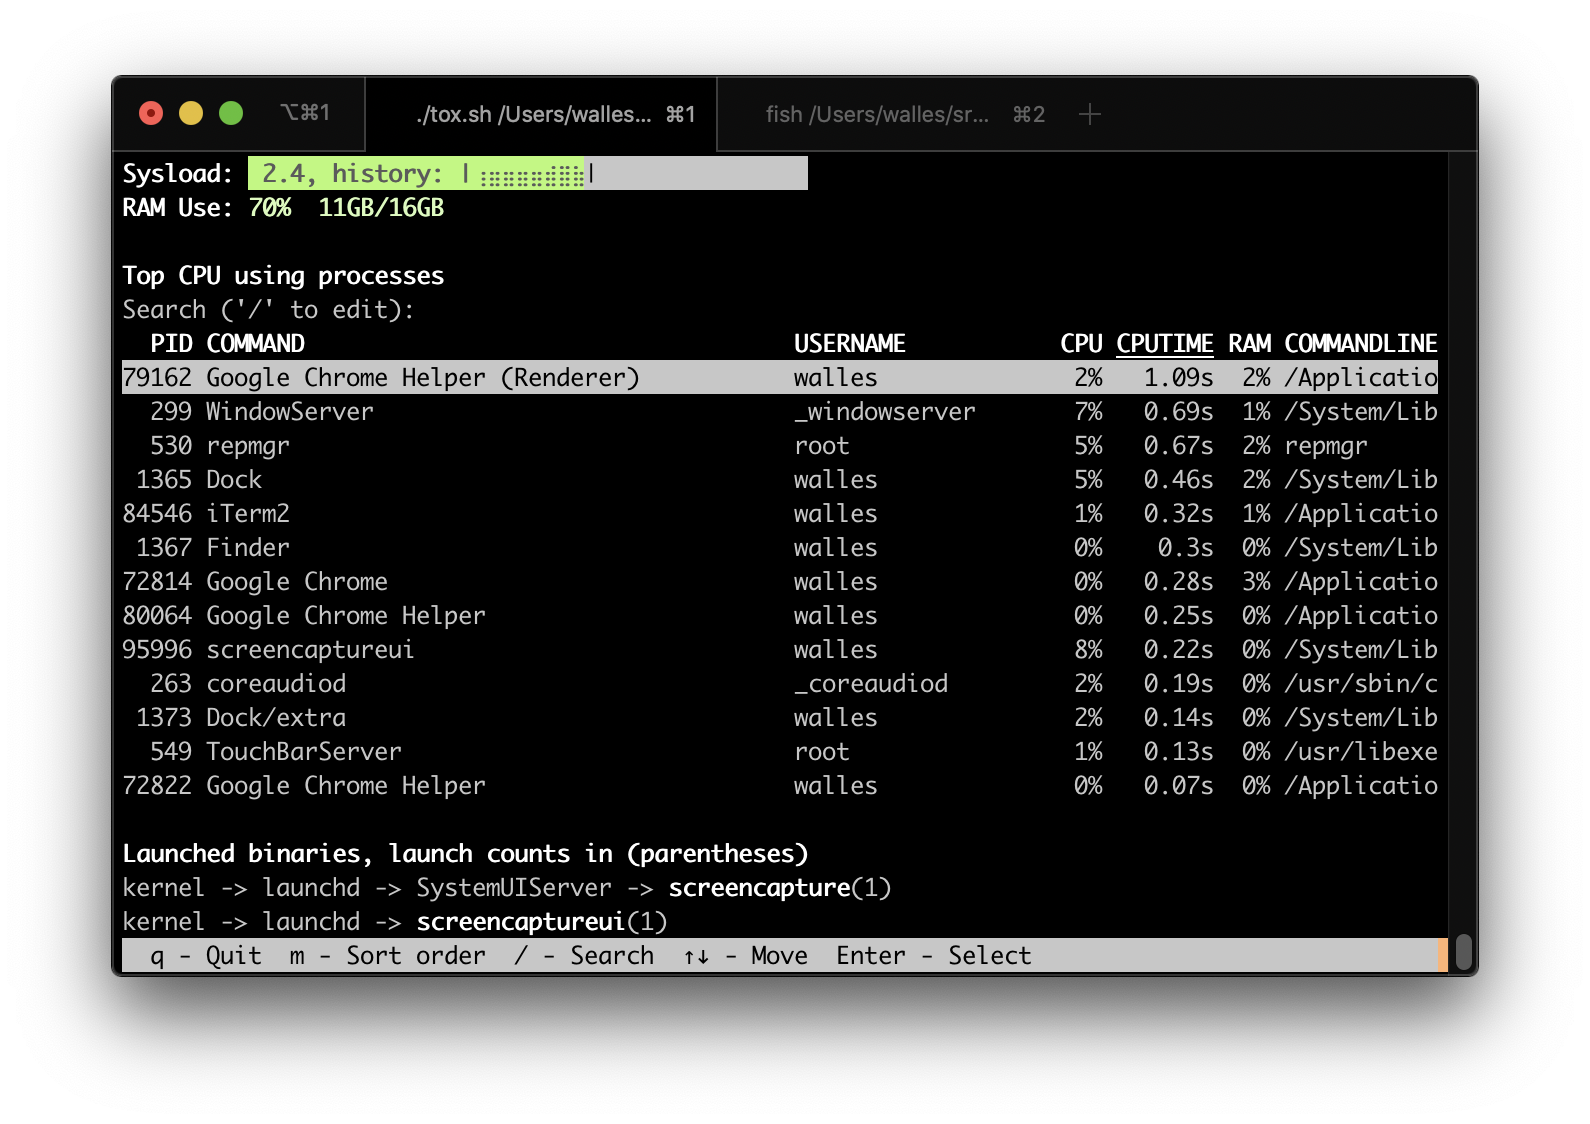 ⌥⌘1 ./tox.sh /Users/walles... ⌘1 fish /Users/walles/sr... ⌘2 +
Sysload: 2.4, history: |⣤⣤⣤⣤⣤⣴⣶⣦|
RAM Use: 70% 11GB/16GB
Top CPU using processes
Search ('/' to edit):
PID COMMAND USERNAME CPU CPUTIME RAM COMMANDLINE
79162 Google Chrome Helper (Renderer) walles 2% 1.09s 2% /Applicatio
299 WindowServer _windowserver 7% 0.69s 1% /System/Lib
530 repmgr root 5% 0.67s 2% repmgr
1365 Dock walles 5% 0.46s 2% /System/Lib
84546 iTerm2 walles 1% 0.32s 1% /Applicatio
1367 Finder walles 0% 0.3s 0% /System/Lib
72814 Google Chrome walles 0% 0.28s 3% /Applicatio
80064 Google Chrome Helper walles 0% 0.25s 0% /Applicatio
95996 screencaptureui walles 8% 0.22s 0% /System/Lib
263 coreaudiod _coreaudiod 2% 0.19s 0% /usr/sbin/c
1373 Dock/extra walles 2% 0.14s 0% /System/Lib
549 TouchBarServer root 1% 0.13s 0% /usr/libexe
72822 Google Chrome Helper walles 0% 0.07s 0% /Applicatio
Launched binaries, launch counts in (parentheses)
kernel -> launchd -> SystemUIServer -> screencapture(1)
kernel -> launchd -> screencaptureui(1)
q - Quit m - Sort order / - Search ↑↓ - Move Enter - Select